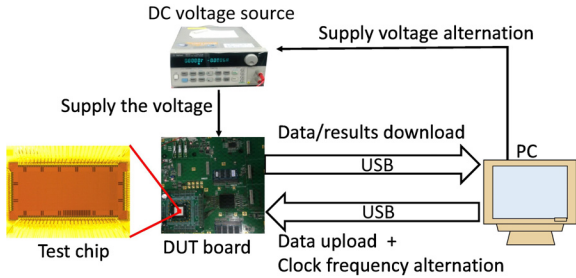 DC voltage source
Supply voltage alternation
Supply the voltage
Data/results download
USB
PC
USB
Test chip
DUT board
Data upload +
Clock frequency alternation